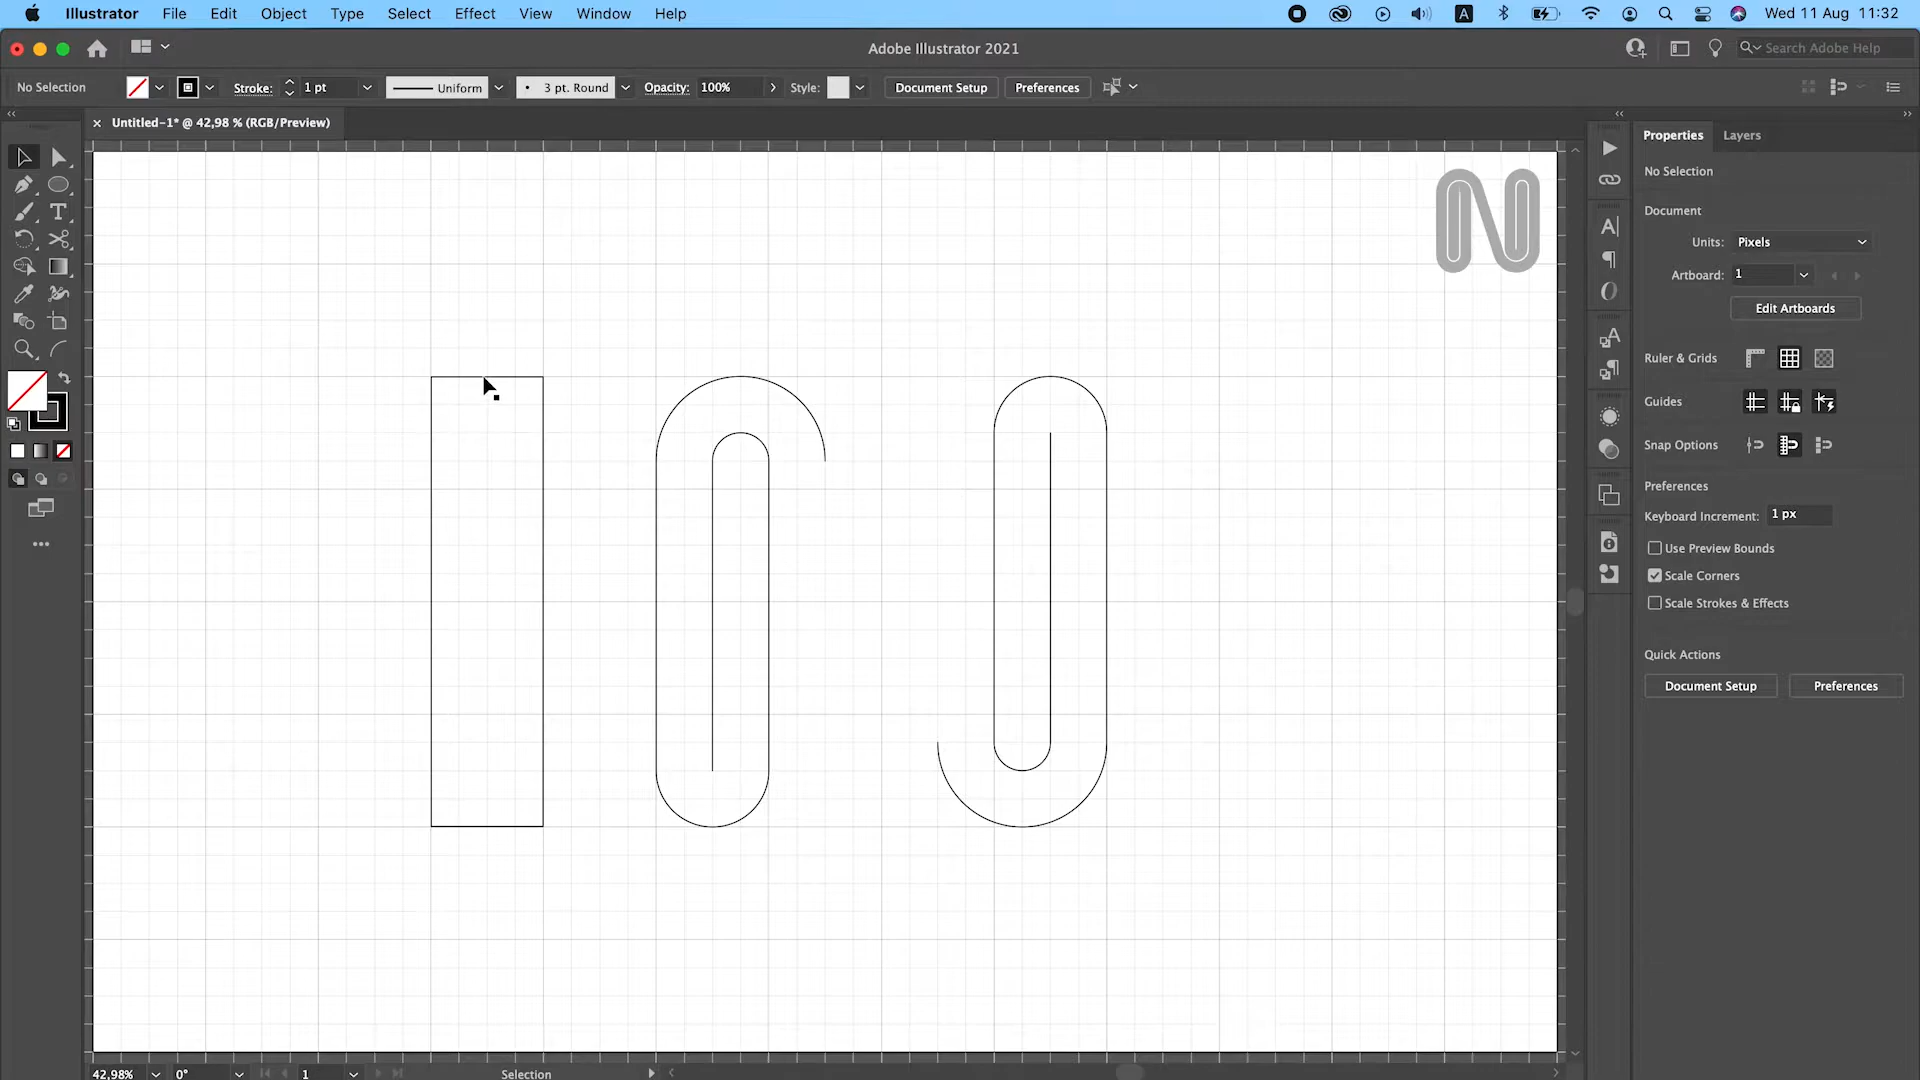 Illustrator File Edit Object Type Select Effect View Window Help A Wed 11 Aug 11:32
Adobe Illustrator 2021 Search Adobe Help
No Selection Stroke: 1 pt Uniform 3 pt. Round Opacity: 100% Style: Document Setup Preferences
Untitled-1* @ 42,98 % (RGB/Preview)
Properties Layers
No Selection
Document
Units: Pixels
Artboard: 1
Edit Artboards
Ruler & Grids
Guides
Snap Options
Preferences
Keyboard Increment: 1 px
Use Preview Bounds
Scale Corners
Scale Strokes & Effects
Quick Actions
Document Setup Preferences
N
42,98% 0° 1 Selection